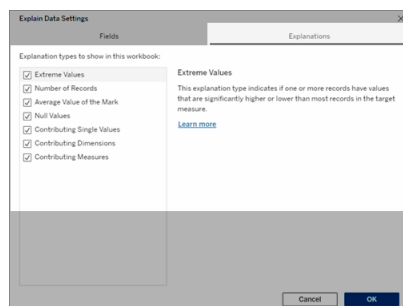 Explain Data Settings
Fields
Explanations
Explanation types to show in this workbook:
Extreme Values
Number of Records
Average Value of the Mark
Null Values
Contributing Single Values
Contributing Dimensions
Contributing Measures
Extreme Values
This explanation type indicates if one or more records have values
that are significantly higher or lower than most records in the target
measure.
Learn more
Cancel
OK